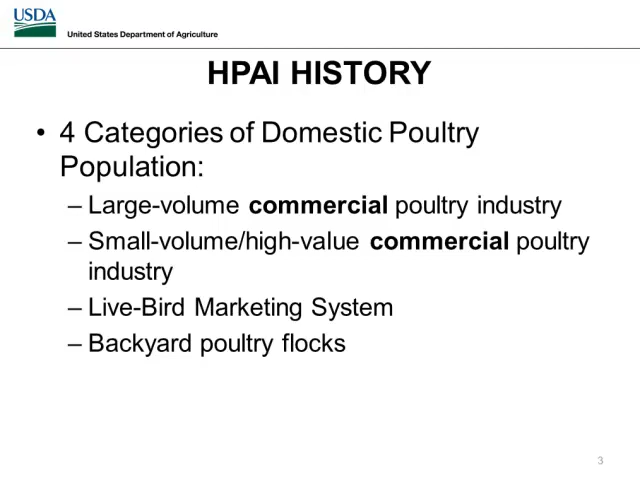 USDA
United States Department of Agriculture
HPAI HISTORY
• 4 Categories of Domestic Poultry
Population:
– Large-volume commercial poultry industry
– Small-volume/high-value commercial poultry
industry
– Live-Bird Marketing System
– Backyard poultry flocks
3